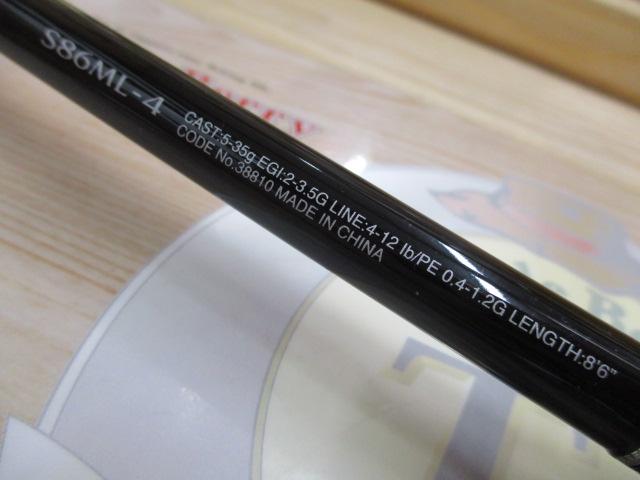 S86ML-4
CAST:5-35g EGI:2-3.5G LINE:4-12 lb/PE 0.4-1.2G LENGTH:8'6"
CODE No.38810 MADE IN CHINA
Berry